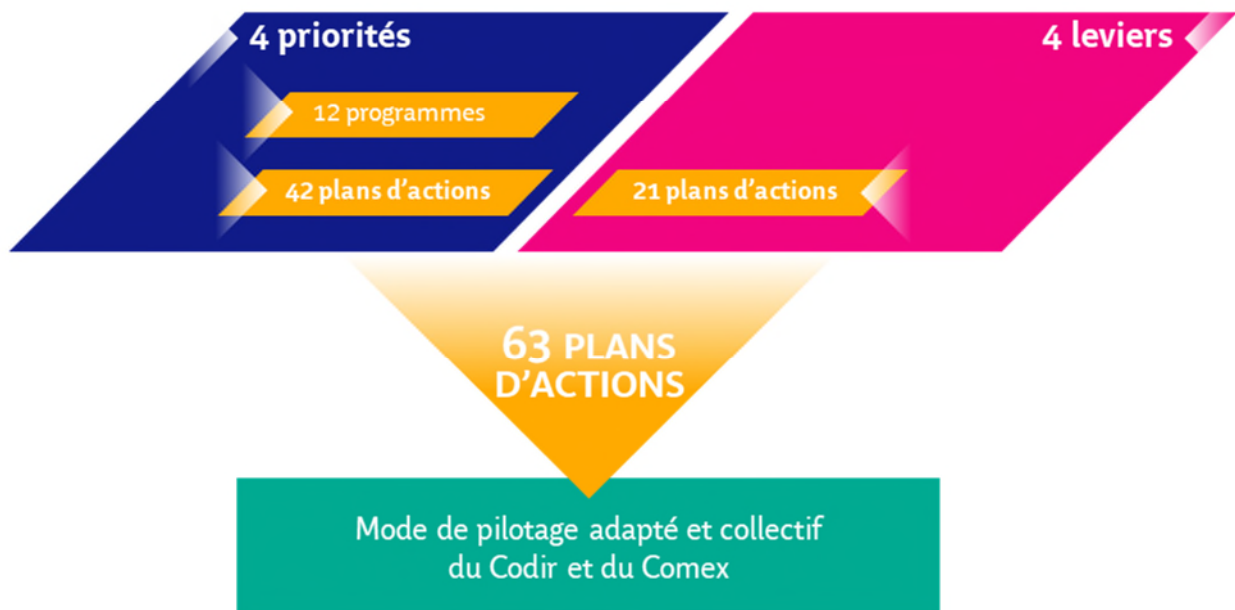 4 priorités
4 leviers
12 programmes
42 plans d'actions
21 plans d'actions
63 PLANS
D'ACTIONS
Mode de pilotage adapté et collectif
du Codir et du Comex